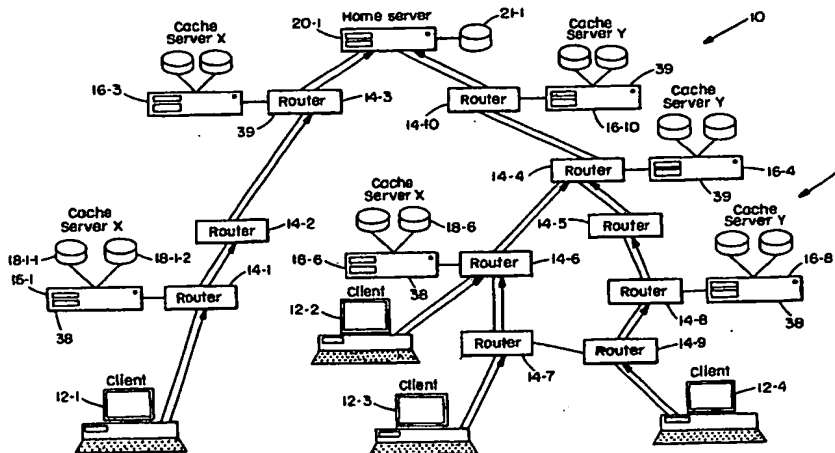 Home server
20-1
21-1
10
Cache
Server X
Cache
Server Y
16-3
Router
14-3
39
Router
14-10
39
16-10
Cache
Server Y
14-4
Router
16-4
39
Cache
Server X
Router
14-2
Cache
Server X
18-6
14-5
Router
Cache
Server Y
18-1-1
18-1-2
16-1
Router
14-1
38
16-6
38
Router
14-6
Router
14-8
16-8
38
Client
12-2
Router
14-7
Router
14-9
Client
12-1
Client
12-3
Client
12-4